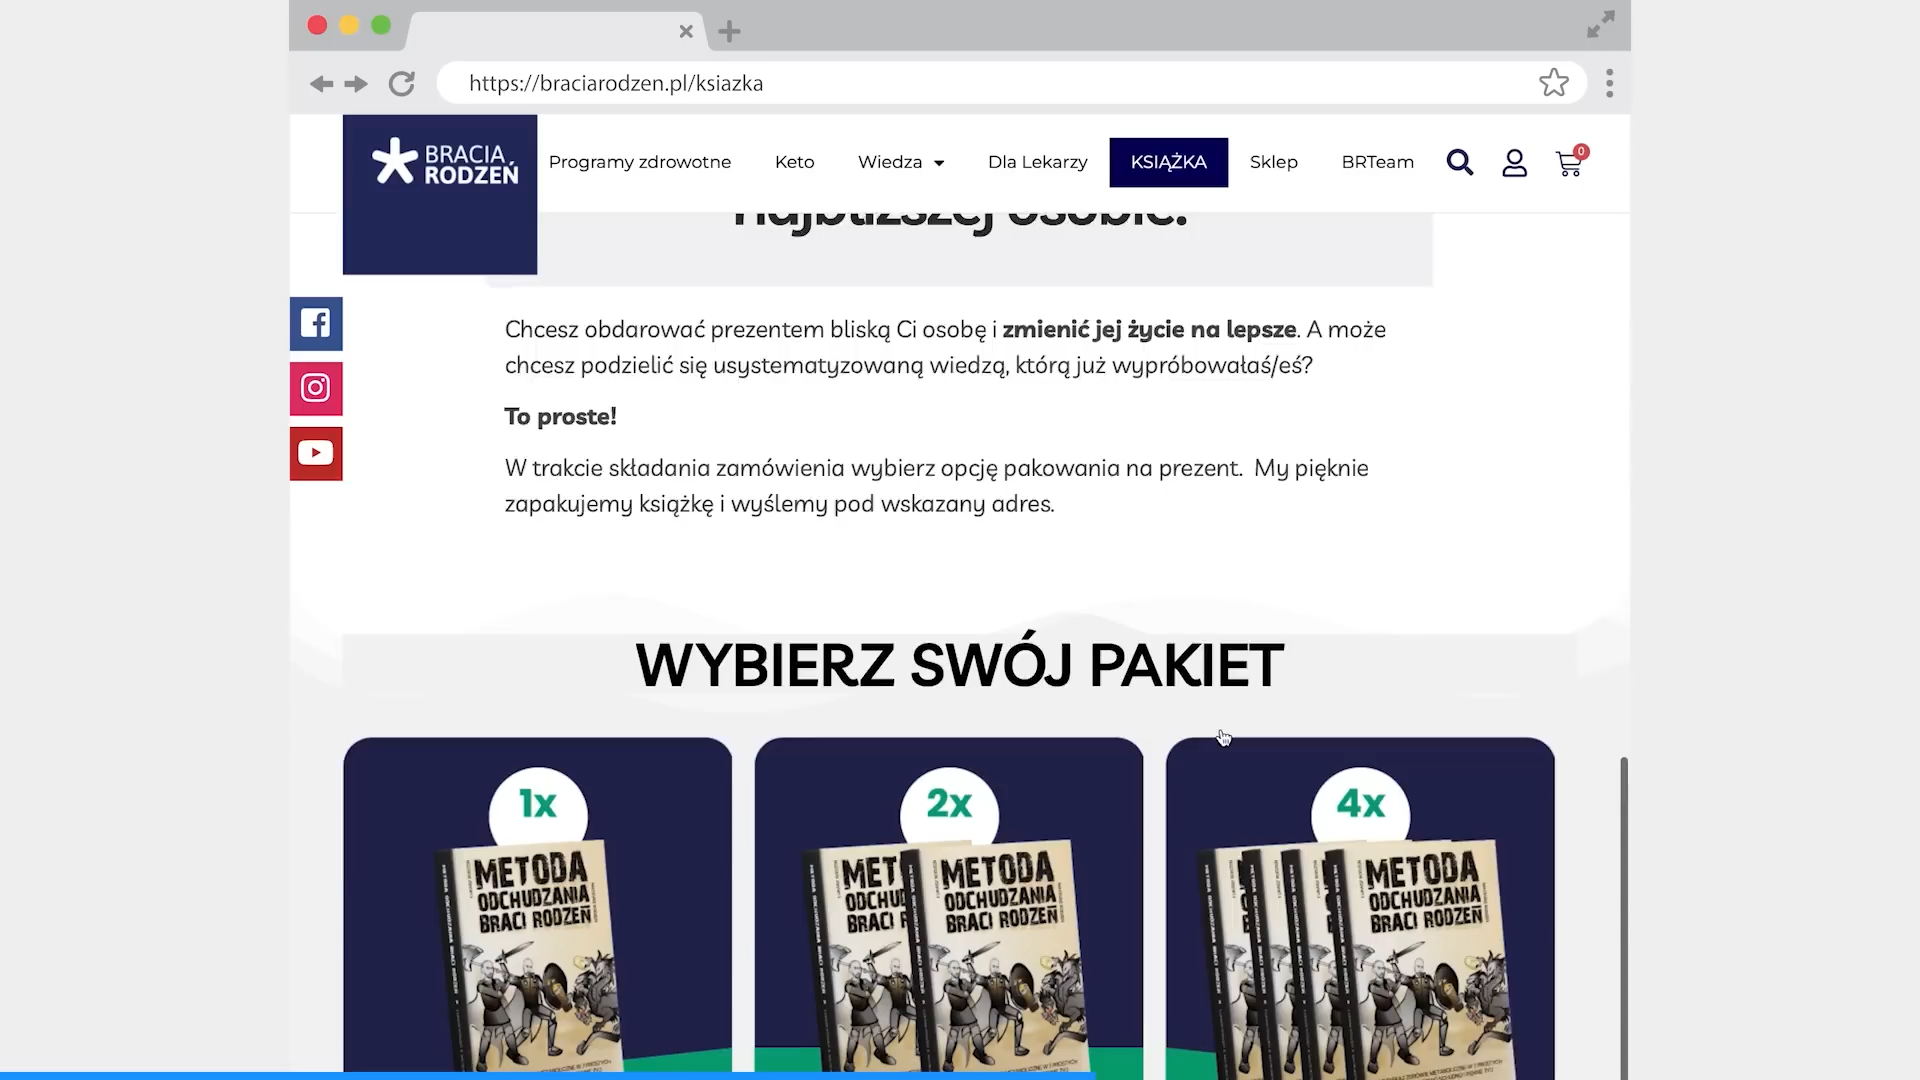 https://braciarodzen.pl/ksiazka
BRACIA
RODZEŃ
Programy zdrowotne
Keto
Wiedza
Dla Lekarzy
KSIĄŻKA
Sklep
BRTeam
0
najbliższej osobie.
Chcesz obdarować prezentem bliską Ci osobę i zmienić jej życie na lepsze. A może
chcesz podzielić się usystematyzowaną wiedzą, którą już wypróbowałaś/eś?
To proste!
W trakcie składania zamówienia wybierz opcję pakowania na prezent. My pięknie
zapakujemy książkę i wyślemy pod wskazany adres.
WYBIERZ SWÓJ PAKIET
1x
METODA
ODCHUDZANIA
BRACI RODZEŃ
2x
METODA
ODCHUDZANIA
BRACI RODZEŃ
4x
METODA
ODCHUDZANIA
BRACI RODZEŃ